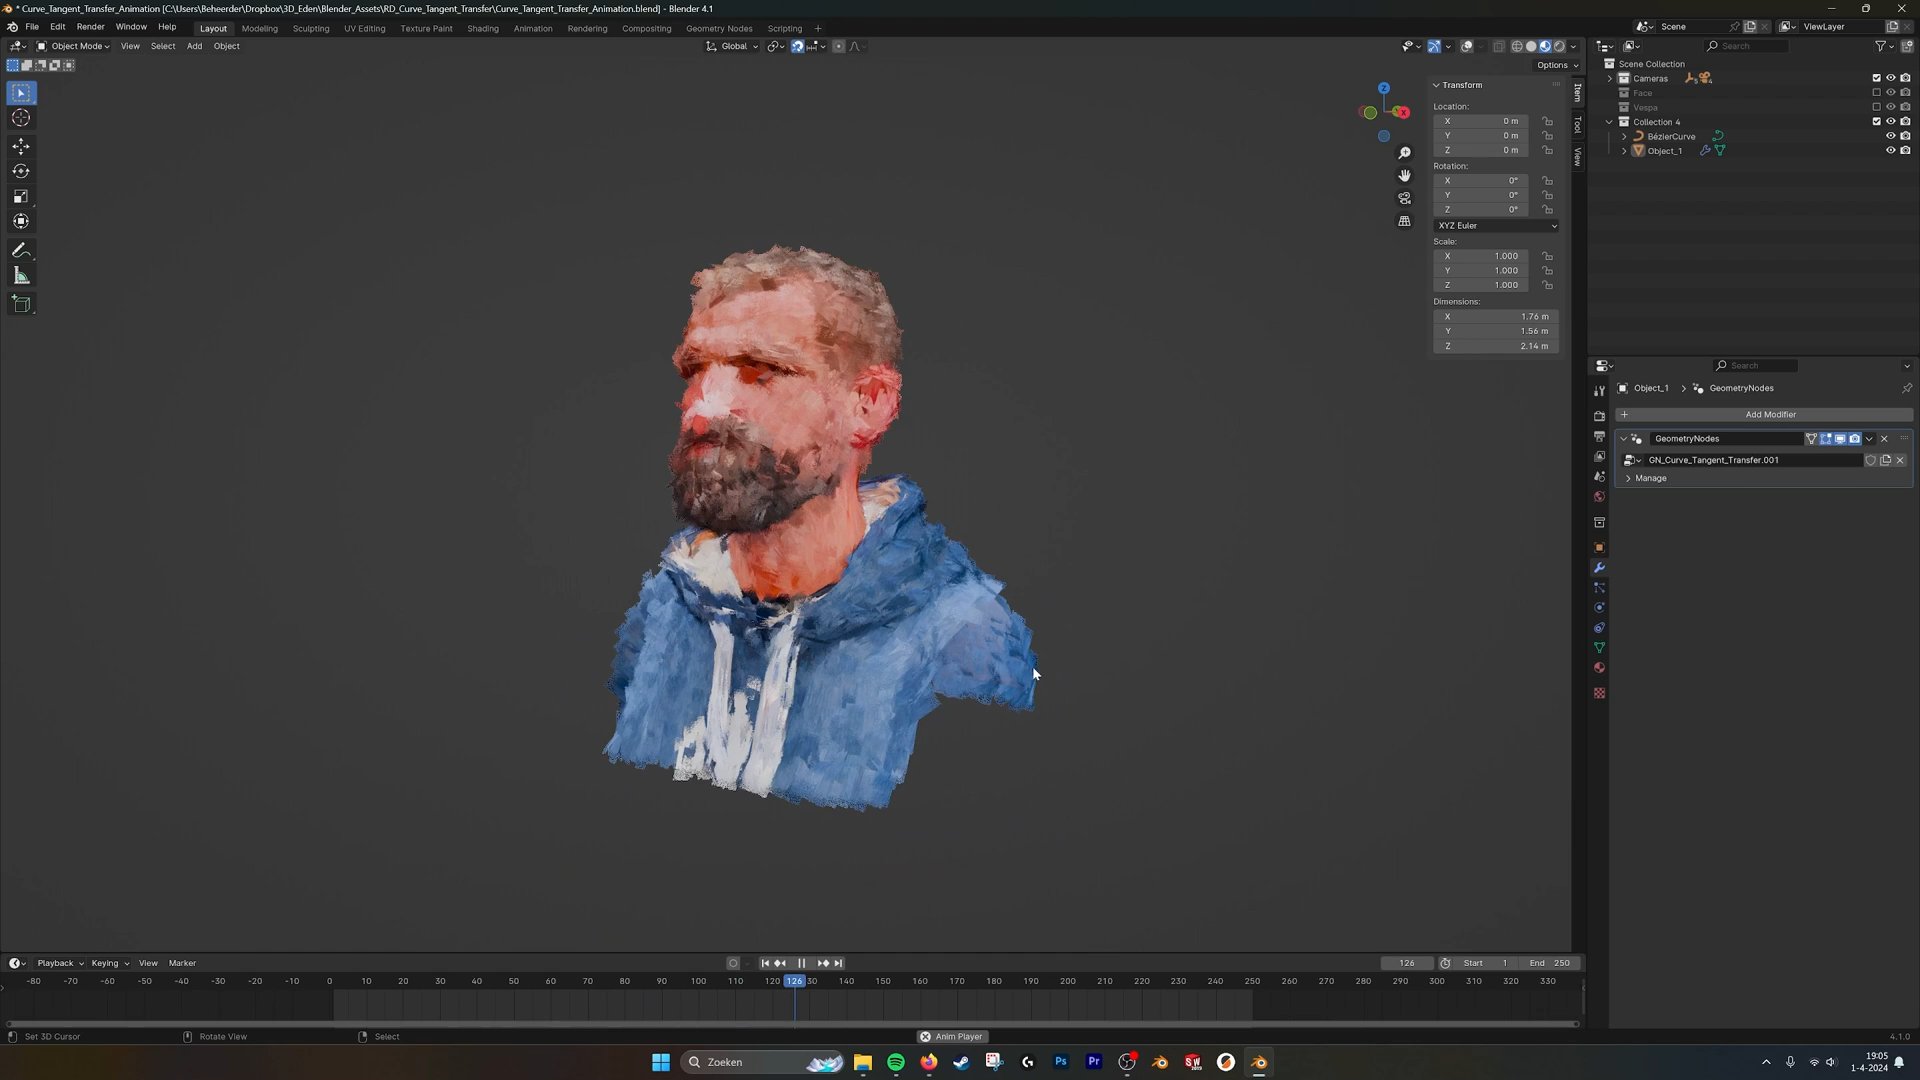 * Curve_Tangent_Transfer_Animation [C:\Users\Beheerder\Dropbox\3D_Eden\Blender_Assets\RD_Curve_Tangent_Transfer\Curve_Tangent_Transfer_Animation.blend] - Blender 4.1
File Edit Render Window Help Layout Modeling Sculpting UV Editing Texture Paint Shading Animation Rendering Compositing Geometry Nodes Scripting + Scene ViewLayer
Object Mode View Select Add Object Global Search
Options
Scene Collection
Cameras
Face
Vespa
Collection 4
BézierCurve
Object_1
Transform
Location:
X 0 m
Y 0 m
Z 0 m
Rotation:
X 0°
Y 0°
Z 0°
XYZ Euler
Scale:
X 1.000
Y 1.000
Z 1.000
Dimensions:
X 1.76 m
Y 1.56 m
Z 2.14 m
Item
Tool
View
Z
X
Search
Object_1 GeometryNodes
Add Modifier
GeometryNodes
GN_Curve_Tangent_Transfer.001
Manage
Playback Keying View Marker 126 Start 1 End 250
-80 -70 -60 -50 -40 -30 -20 -10 0 10 20 30 40 50 60 70 80 90 100 110 120 126 130 140 150 160 170 180 190 200 210 220 230 240 250 260 270 280 290 300 310 320 330
Set 3D Cursor Rotate View Select Anim Player 4.1.0
Zoeken Ps Pr 19:05
1-4-2024